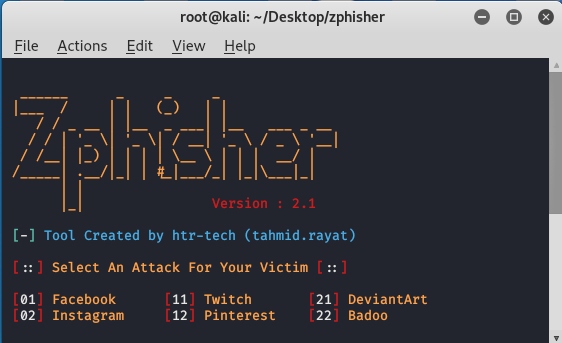 root@kali: ~/Desktop/zphisher
File Actions Edit View Help
Zphisher
Version : 2.1
[-] Tool Created by htr-tech (tahmid.rayat)
[::] Select An Attack For Your Victim [::]
[01] Facebook [11] Twitch [21] DeviantArt
[02] Instagram [12] Pinterest [22] Badoo